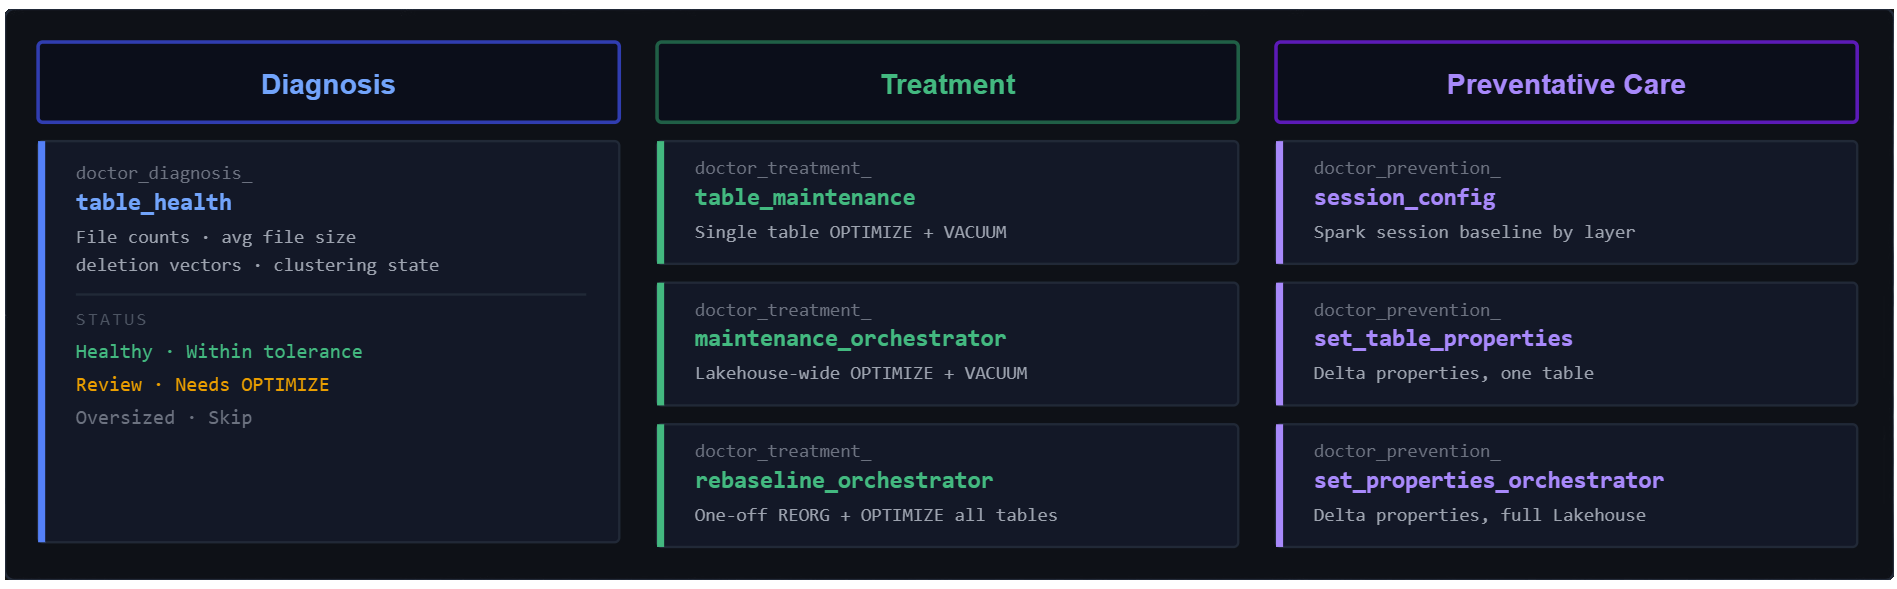 Diagnosis
doctor_diagnosis_
table_health
File counts · avg file size
deletion vectors · clustering state
STATUS
Healthy · Within tolerance
Review · Needs OPTIMIZE
Oversized · Skip
Treatment
doctor_treatment_
table_maintenance
Single table OPTIMIZE + VACUUM
doctor_treatment_
maintenance_orchestrator
Lakehouse-wide OPTIMIZE + VACUUM
doctor_treatment_
rebaseline_orchestrator
One-off REORG + OPTIMIZE all tables
Preventative Care
doctor_prevention_
session_config
Spark session baseline by layer
doctor_prevention_
set_table_properties
Delta properties, one table
doctor_prevention_
set_properties_orchestrator
Delta properties, full Lakehouse